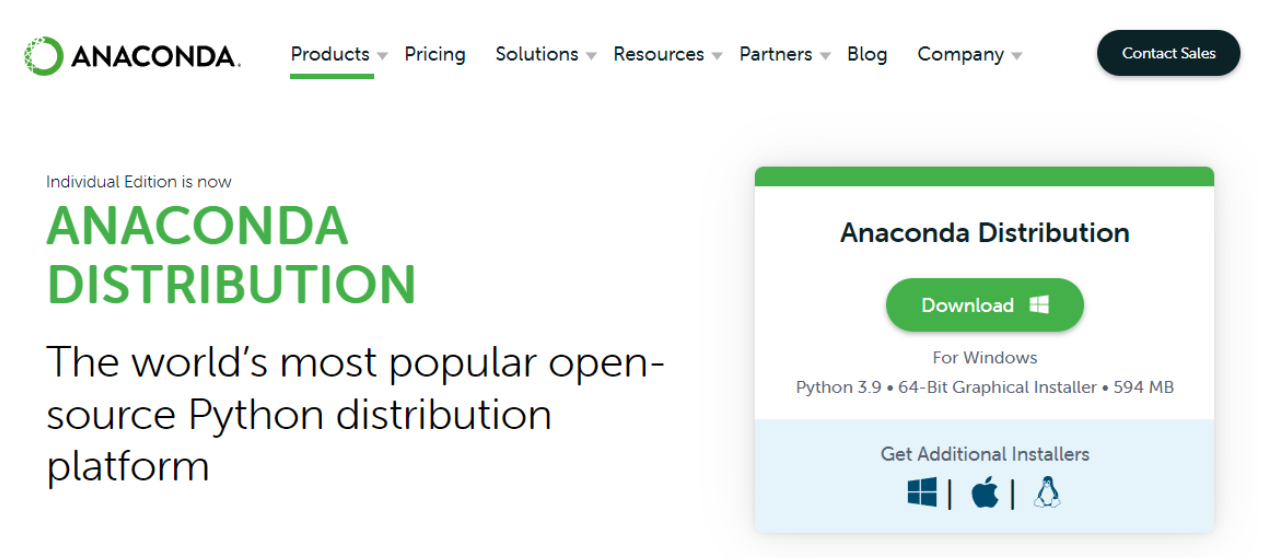 ANACONDA.
Products
Pricing
Solutions
Resources
Partners
Blog
Company
Contact Sales
Individual Edition is now
ANACONDA
DISTRIBUTION
The world’s most popular open-
source Python distribution
platform
Anaconda Distribution
Download
For Windows
Python 3.9 • 64-Bit Graphical Installer • 594 MB
Get Additional Installers